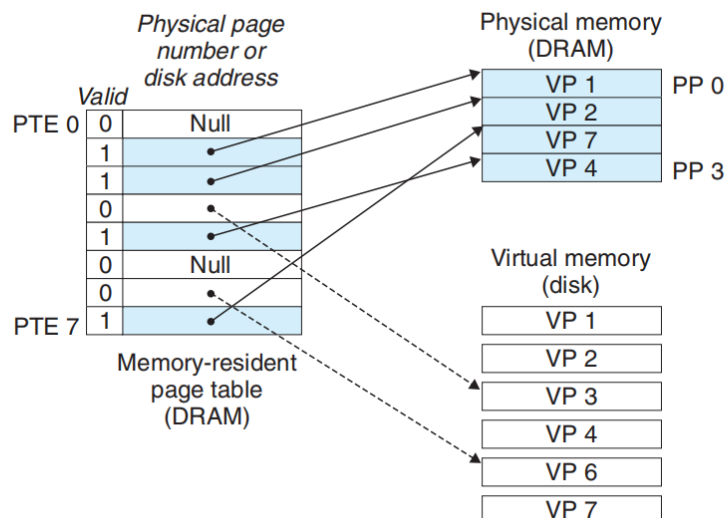 Physical page
number or
disk address
Valid
PTE 0 0 Null
1
1
0
1
0 Null
0
PTE 7 1
Memory-resident
page table
(DRAM)
Physical memory
(DRAM)
VP 1 PP 0
VP 2
VP 7
VP 4 PP 3
Virtual memory
(disk)
VP 1
VP 2
VP 3
VP 4
VP 6
VP 7